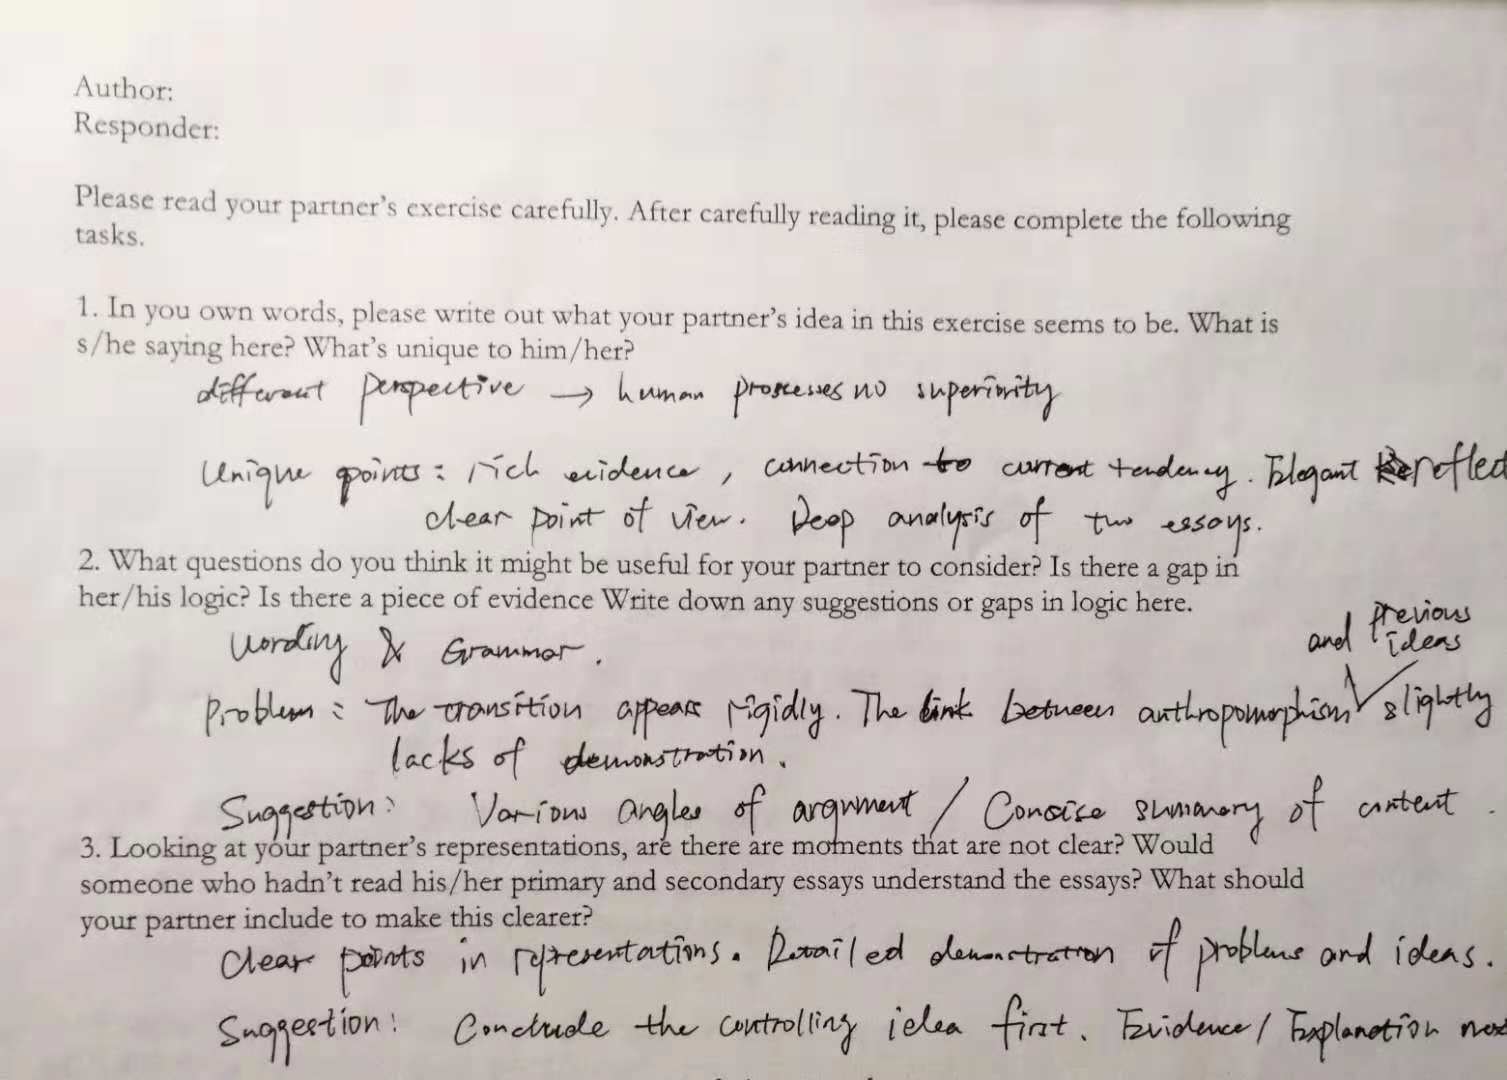 Author:
Responder:
Please read your partner's exercise carefully. After carefully reading it, please complete the following
tasks.
1. In you own words, please write out what your partner's idea in this exercise seems to be. What is
s/he saying here? What's unique to him/her?
different perspective → human prossesses no superiority
Unique points: rich evidence, connection to current tendency. Elegant reflect
clear point of view. Deep analysis of two essays.
2. What questions do you think it might be useful for your partner to consider? Is there a gap in
her/his logic? Is there a piece of evidence Write down any suggestions or gaps in logic here.
Wording & Grammar.
and previous
ideas
Problem: The transition appears rigidly. The link between anthropomorphism slightly
lacks of demonstration.
Suggestion: Various angles of argument / Concise summary of content.
3. Looking at your partner's representations, are there are moments that are not clear? Would
someone who hadn't read his/her primary and secondary essays understand the essays? What should
your partner include to make this clearer?
Clear points in representations. Detailed demonstration of problems and ideas.
Suggestion: Conclude the controlling idea first. Evidence / Explanation